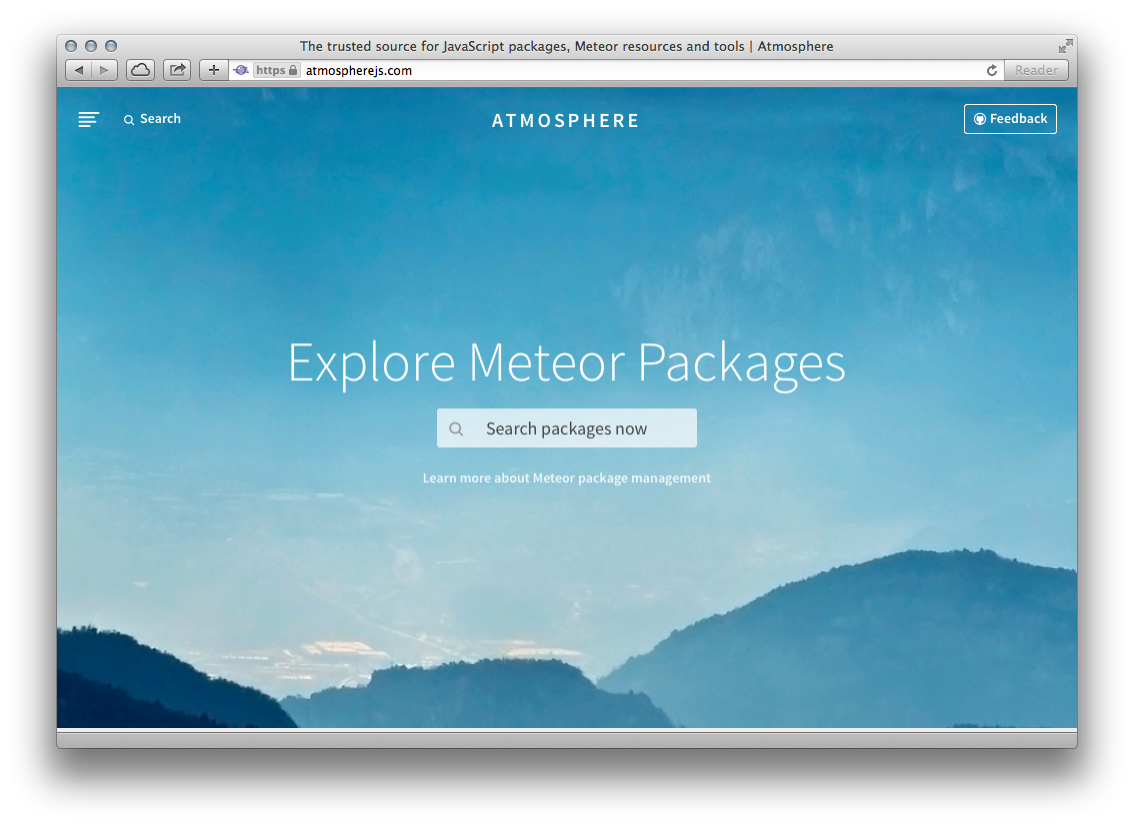 The trusted source for JavaScript packages, Meteor resources and tools | Atmosphere
https atmospherejs.com Reader
Search ATMOSPHERE Feedback
Explore Meteor Packages
Search packages now
Learn more about Meteor package management